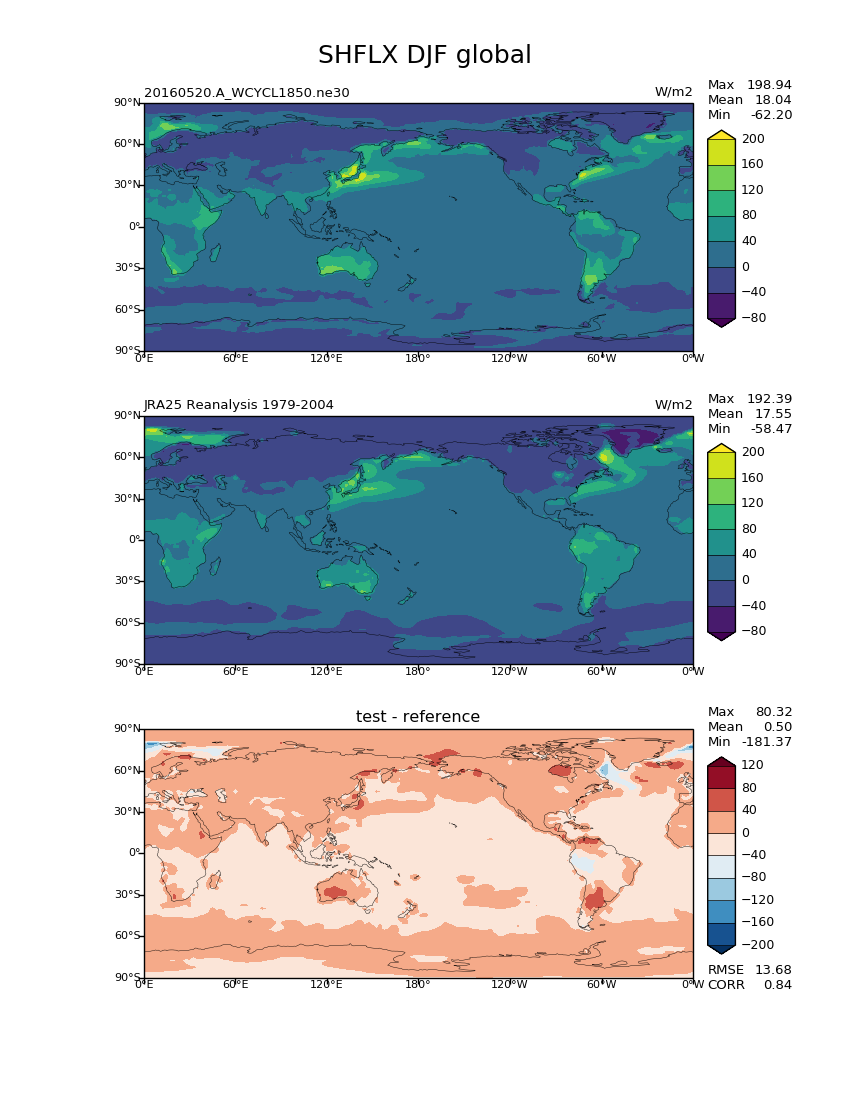 SHFLX DJF global
20160520.A_WCYCL1850.ne30 W/m2
Max 198.94
Mean 18.04
Min -62.20
90°N
60°N
30°N
0°
30°S
60°S
90°S
0°E 60°E 120°E 180° 120°W 60°W 0°W
200
160
120
80
40
0
−40
−80
JRA25 Reanalysis 1979-2004 W/m2
Max 192.39
Mean 17.55
Min -58.47
90°N
60°N
30°N
0°
30°S
60°S
90°S
0°E 60°E 120°E 180° 120°W 60°W 0°W
200
160
120
80
40
0
−40
−80
test - reference
Max 80.32
Mean 0.50
Min -181.37
90°N
60°N
30°N
0°
30°S
60°S
90°S
0°E 60°E 120°E 180° 120°W 60°W 0°W
120
80
40
0
−40
−80
−120
−160
−200
RMSE 13.68
CORR 0.84